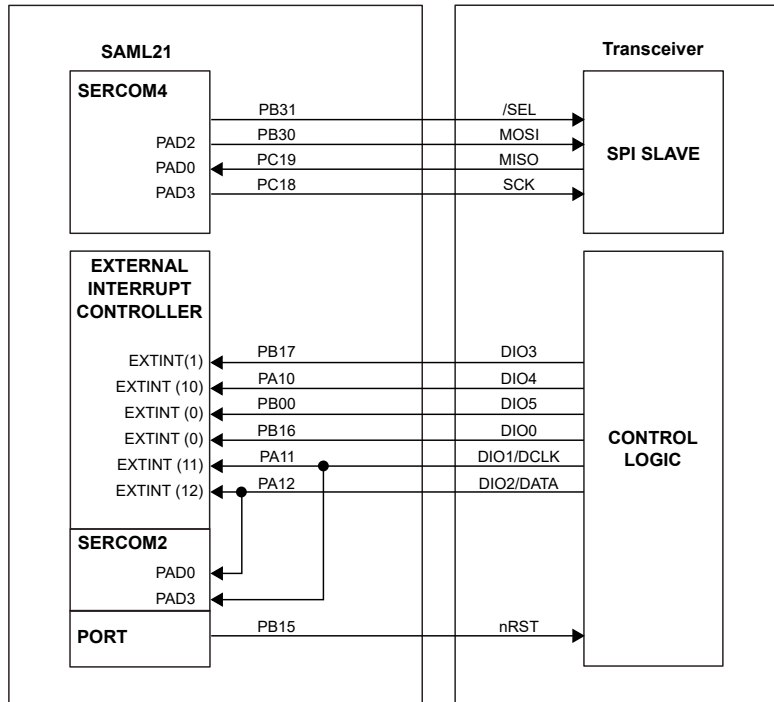 SAML21
Transceiver
SERCOM4
PB31 /SEL
PAD2 PB30 MOSI
PAD0 PC19 MISO
PAD3 PC18 SCK
SPI SLAVE
EXTERNAL
INTERRUPT
CONTROLLER
EXTINT(1) PB17 DIO3
EXTINT (10) PA10 DIO4
EXTINT (0) PB00 DIO5
EXTINT (0) PB16 DIO0
EXTINT (11) PA11 DIO1/DCLK
EXTINT (12) PA12 DIO2/DATA
CONTROL
LOGIC
SERCOM2
PAD0
PAD3
PORT PB15 nRST